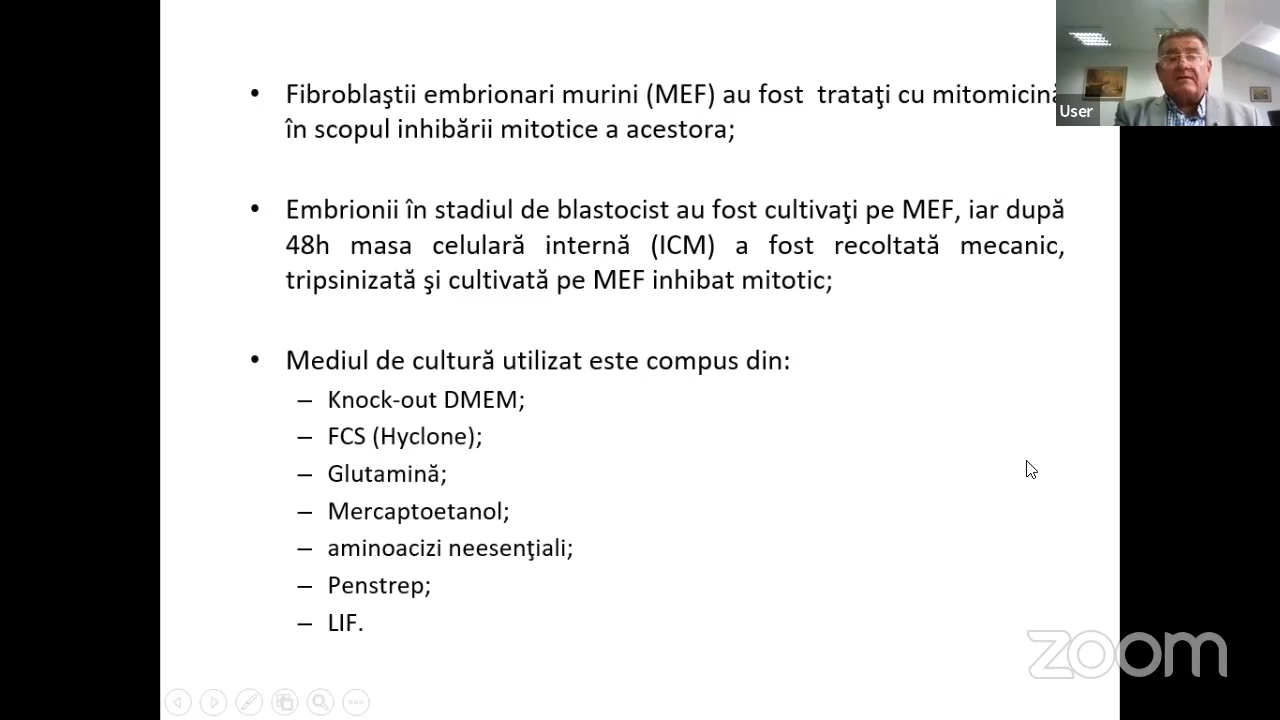 • Fibroblaştii embrionari murini (MEF) au fost trataţi cu mitomicină
în scopul inhibării mitotice a acestora;
• Embrionii în stadiul de blastocist au fost cultivaţi pe MEF, iar după
48h masa celulară internă (ICM) a fost recoltată mecanic,
tripsinizată şi cultivată pe MEF inhibat mitotic;
• Mediul de cultură utilizat este compus din:
– Knock-out DMEM;
– FCS (Hyclone);
– Glutamină;
– Mercaptoetanol;
– aminoacizi neesenţiali;
– Penstrep;
– LIF.
User
zoom